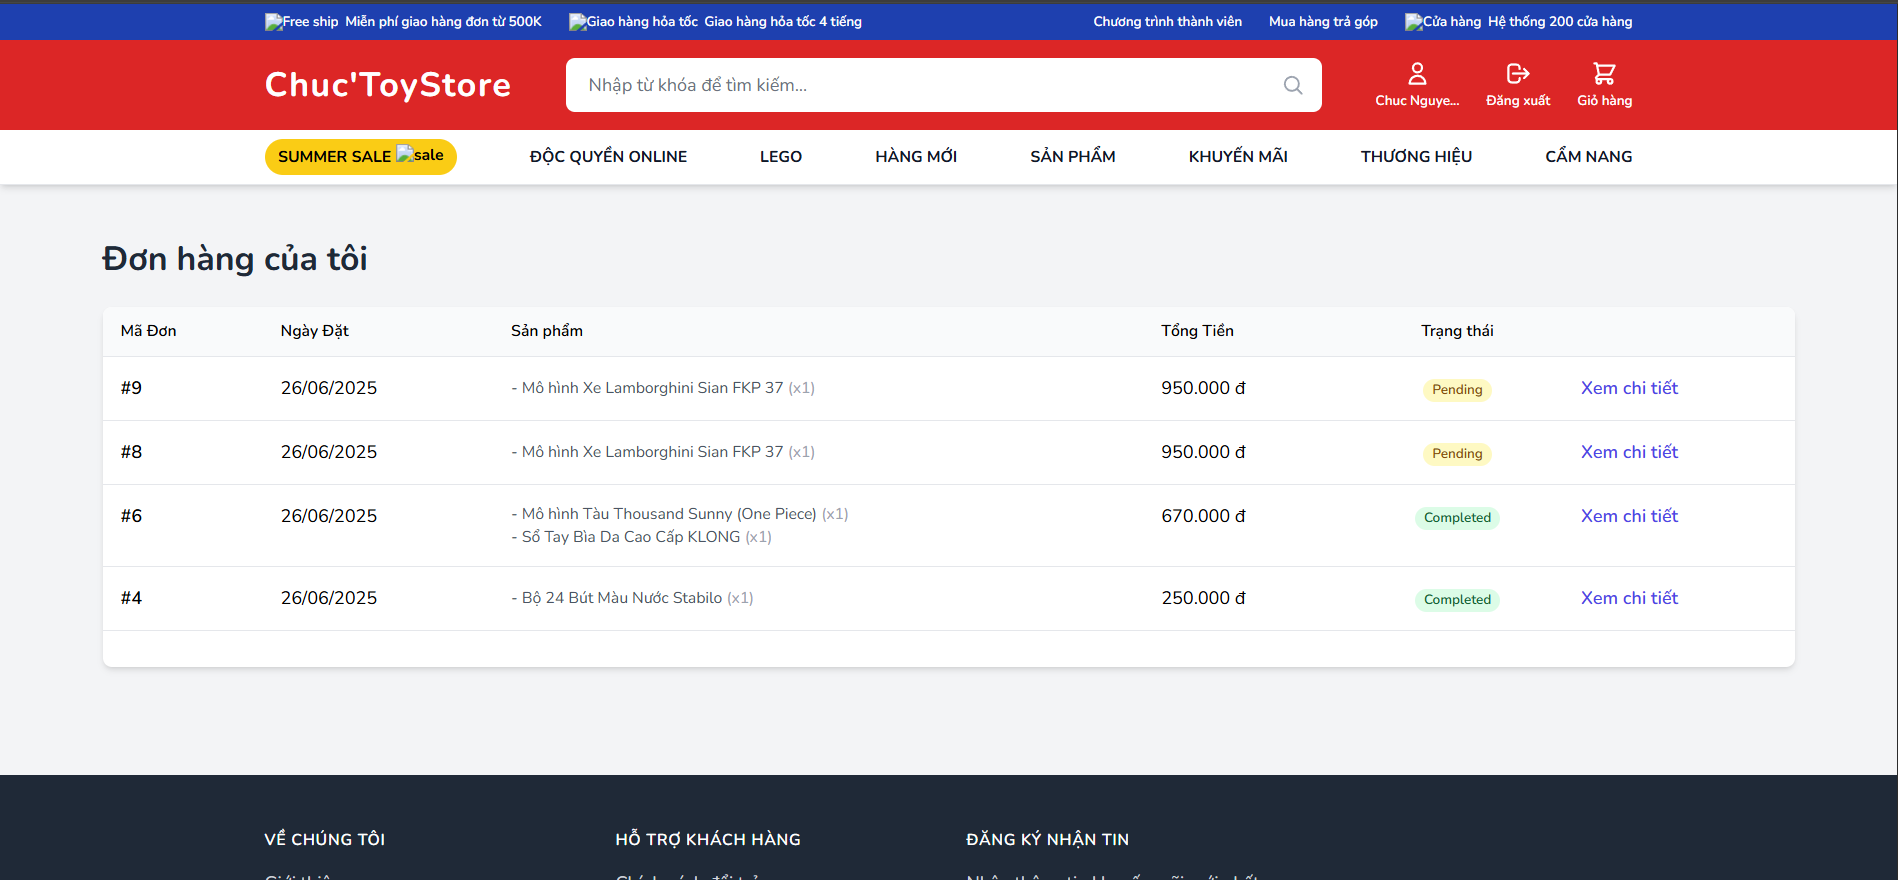 Free ship Miễn phí giao hàng đơn từ 500K Giao hàng hỏa tốc Giao hàng hỏa tốc 4 tiếng Chương trình thành viên Mua hàng trả góp Cửa hàng Hệ thống 200 cửa hàng
Chuc'ToyStore
Nhập từ khóa để tìm kiếm...
Chuc Nguye... Đăng xuất Giỏ hàng
SUMMER SALE sale ĐỘC QUYỀN ONLINE LEGO HÀNG MỚI SẢN PHẨM KHUYẾN MÃI THƯƠNG HIỆU CẨM NANG
Đơn hàng của tôi
Mã Đơn Ngày Đặt Sản phẩm Tổng Tiền Trạng thái
#9 26/06/2025 - Mô hình Xe Lamborghini Sian FKP 37 (x1) 950.000 đ Pending Xem chi tiết
#8 26/06/2025 - Mô hình Xe Lamborghini Sian FKP 37 (x1) 950.000 đ Pending Xem chi tiết
#6 26/06/2025 - Mô hình Tàu Thousand Sunny (One Piece) (x1) 670.000 đ Completed Xem chi tiết
- Sổ Tay Bìa Da Cao Cấp KLONG (x1)
#4 26/06/2025 - Bộ 24 Bút Màu Nước Stabilo (x1) 250.000 đ Completed Xem chi tiết
VỀ CHÚNG TÔI HỖ TRỢ KHÁCH HÀNG ĐĂNG KÝ NHẬN TIN